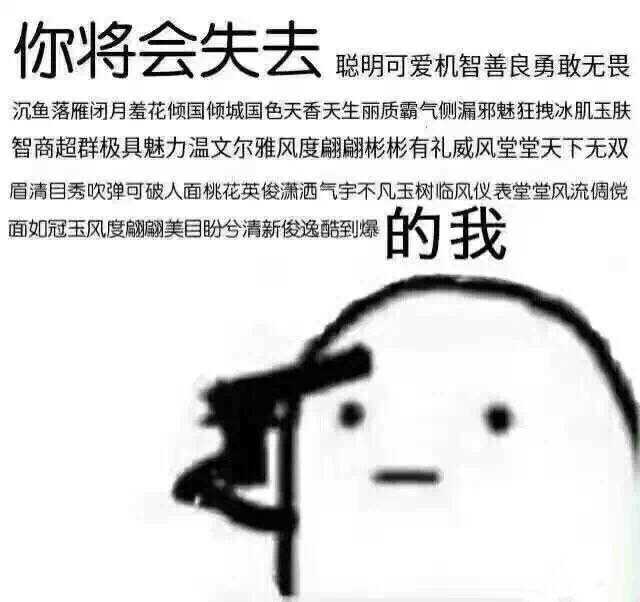 你将会失去 聪明可爱机智善良勇敢无畏
沉鱼落雁闭月羞花倾国倾城国色天香天生丽质霸气侧漏邪魅狂拽冰肌玉肤
智商超群极具魅力温文尔雅风度翩翩彬彬有礼威风堂堂天下无双
眉清目秀吹弹可破人面桃花英俊潇洒气宇不凡玉树临风仪表堂堂风流倜傥
面如冠玉风度翩翩美目盼兮清新俊逸酷到爆 的我